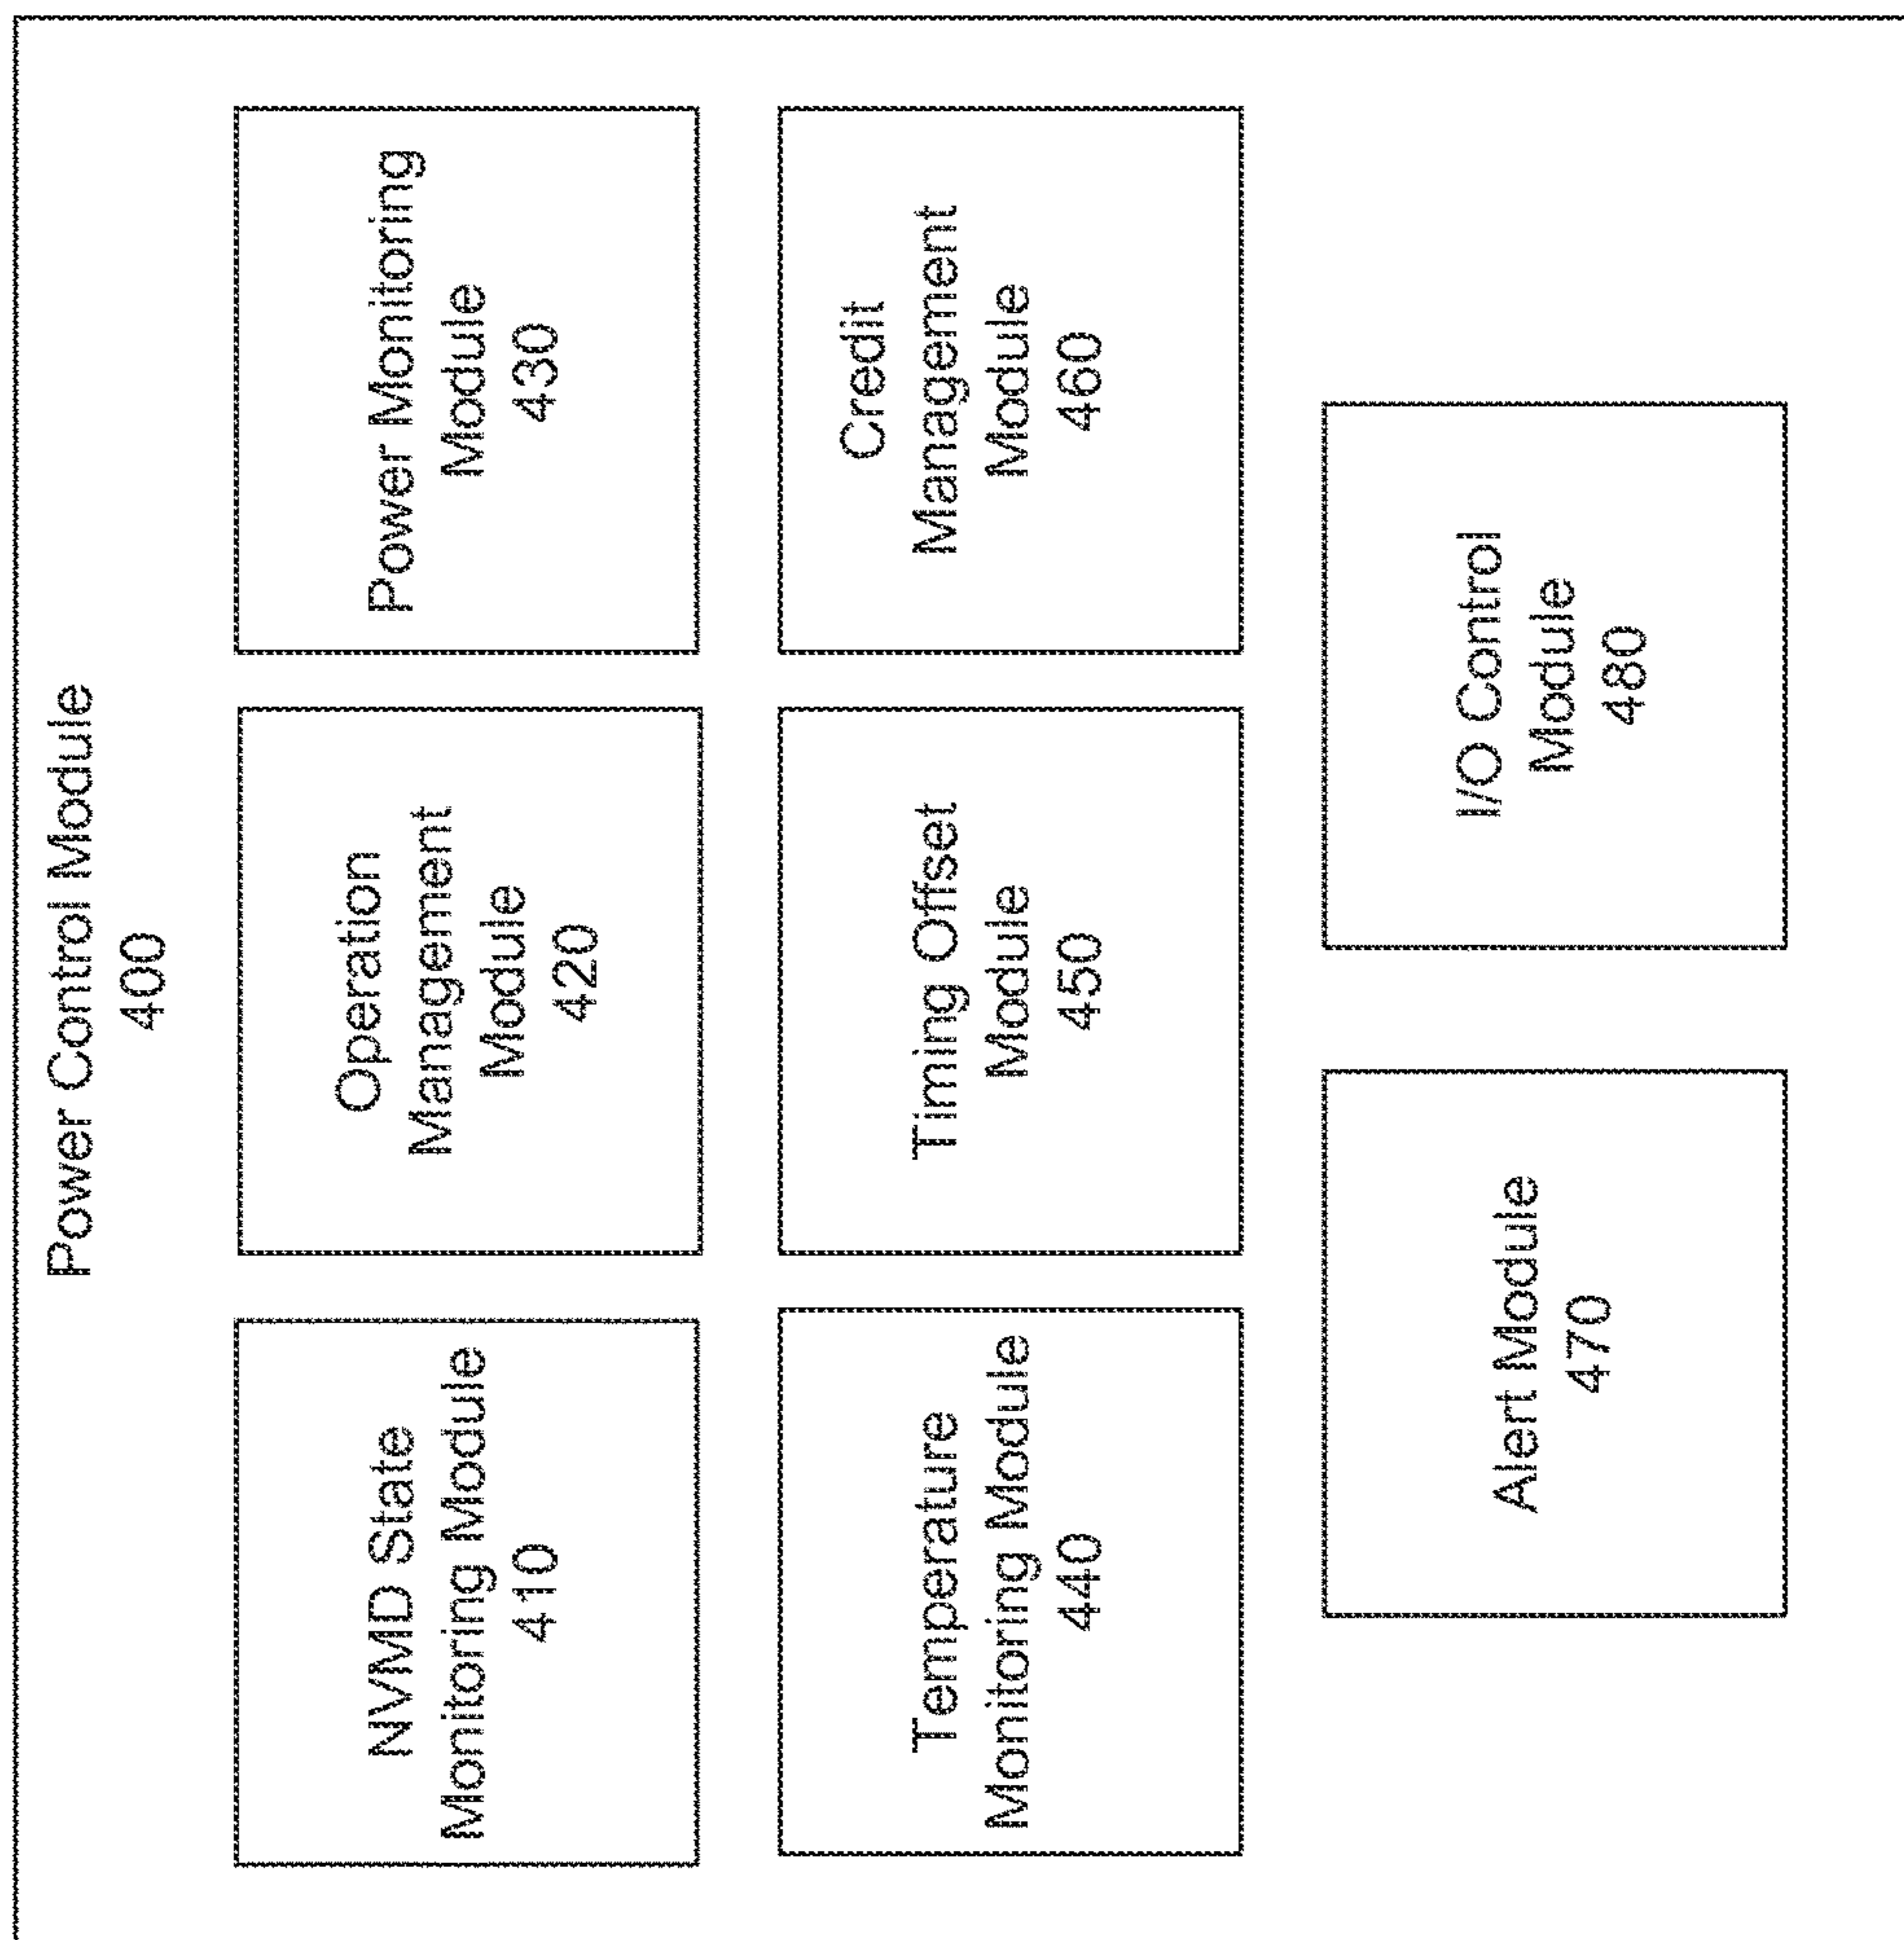 Power Control Module
400
NVMD State
Monitoring Module
410
Operation
Management
Module
420
Power Monitoring
Module
430
Temperature
Monitoring Module
440
Timing Offset
Module
450
Credit
Management
Module
460
Alert Module
470
I/O Control
Module
480